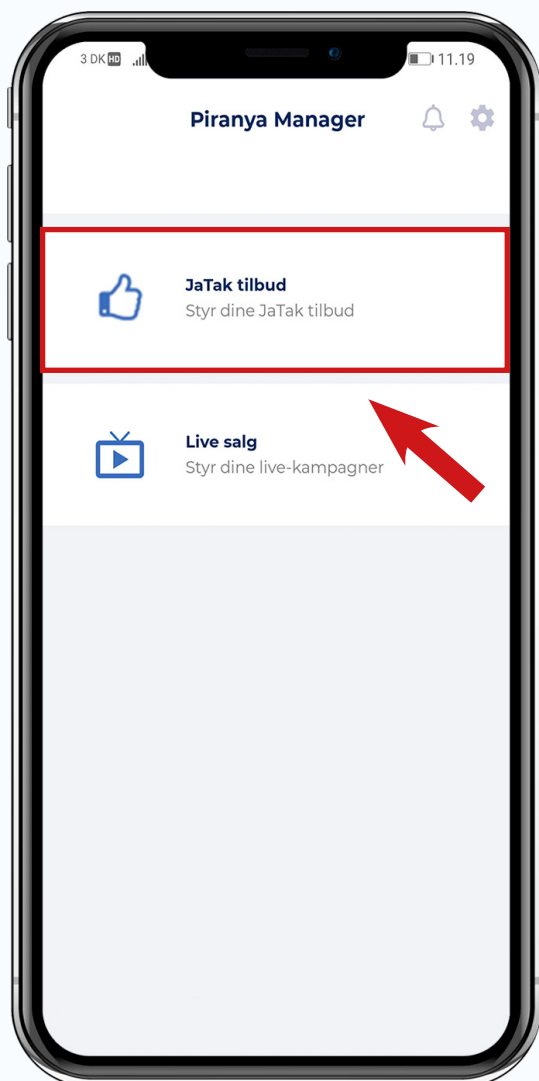 3 DK HD 11.19
Piranya Manager
JaTak tilbud
Styr dine JaTak tilbud
Live salg
Styr dine live-kampagner